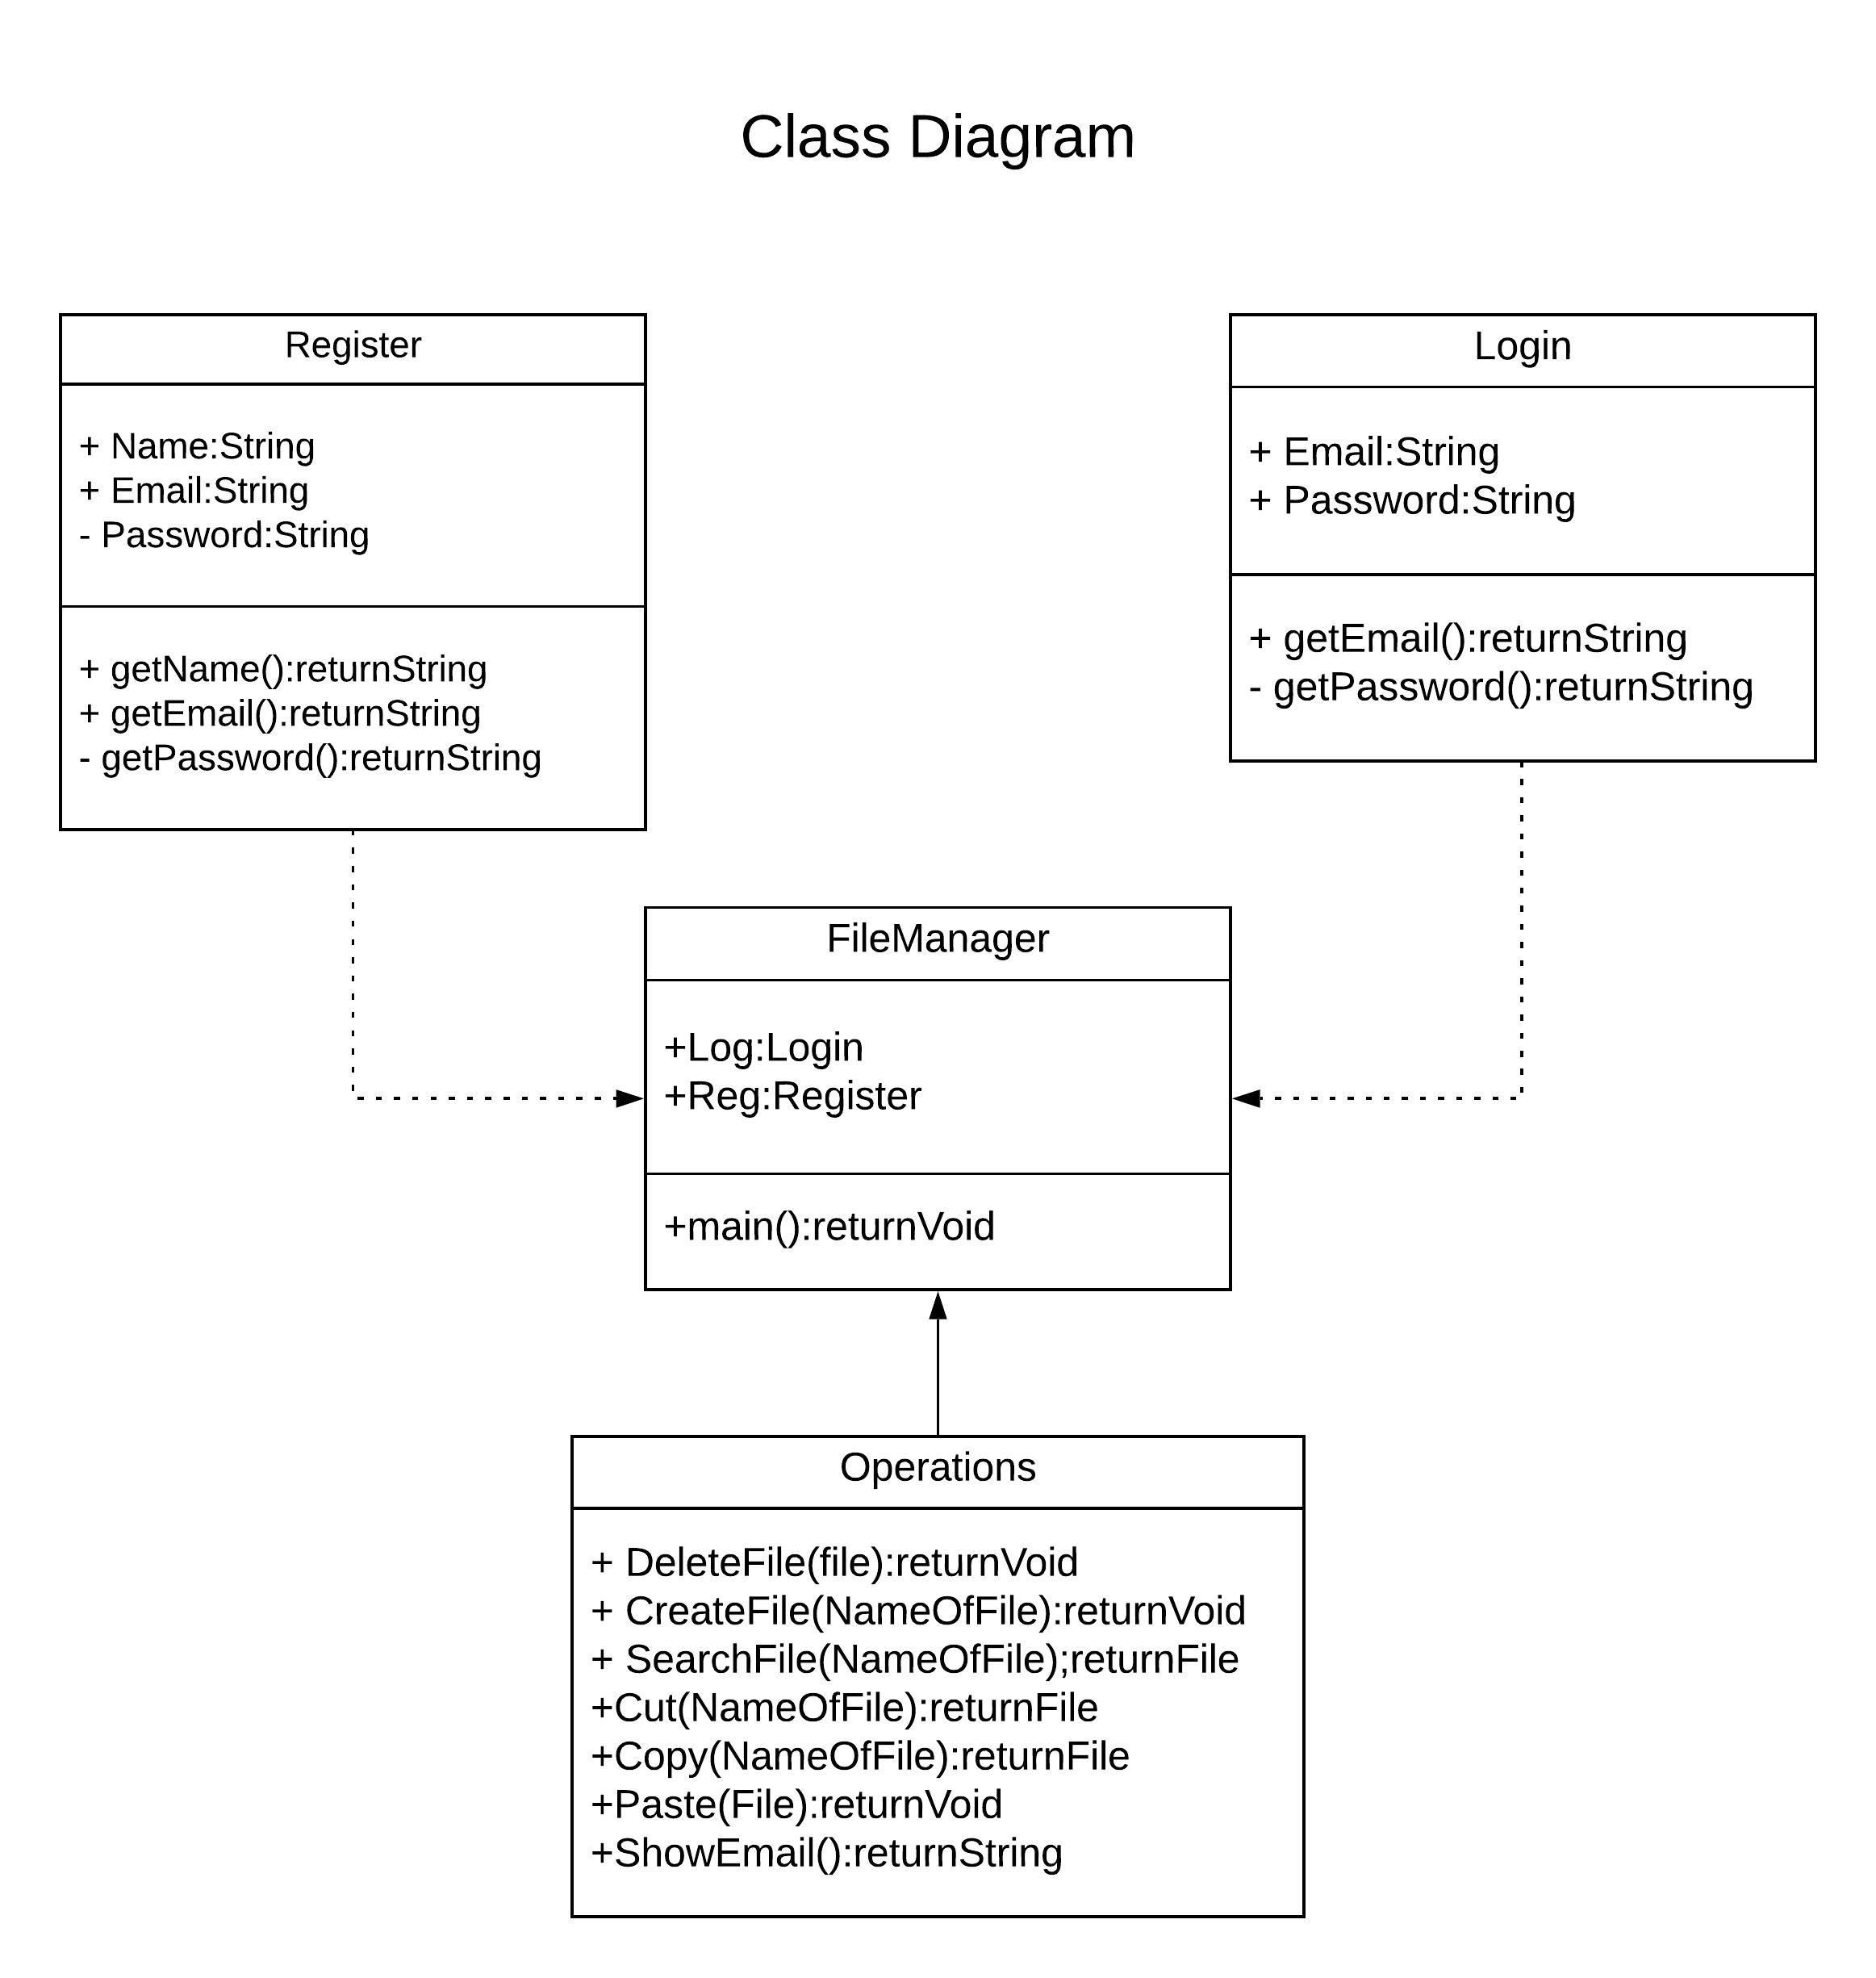 Class Diagram
Register
+ Name:String
+ Email:String
- Password:String
+ getName():returnString
+ getEmail():returnString
- getPassword():returnString
Login
+ Email:String
+ Password:String
+ getEmail():returnString
- getPassword():returnString
FileManager
+Log:Login
+Reg:Register
+main():returnVoid
Operations
+ DeleteFile(file):returnVoid
+ CreateFile(NameOfFile):returnVoid
+ SearchFile(NameOfFile);returnFile
+Cut(NameOfFile):returnFile
+Copy(NameOfFile):returnFile
+Paste(File):returnVoid
+ShowEmail():returnString